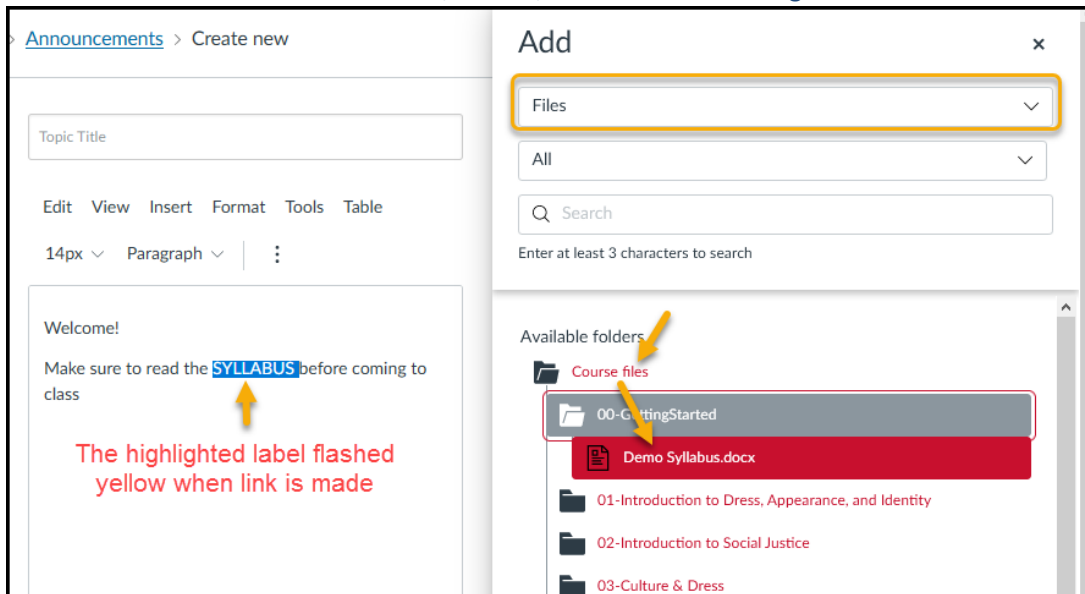 > Announcements > Create new
Topic Title
Edit View Insert Format Tools Table
14px Paragraph
Welcome!
Make sure to read the SYLLABUS before coming to
class
The highlighted label flashed
yellow when link is made
Add
Files
All
Search
Enter at least 3 characters to search
Available folders
Course files
00-GettingStarted
Demo Syllabus.docx
01-Introduction to Dress, Appearance, and Identity
02-Introduction to Social Justice
03-Culture & Dress